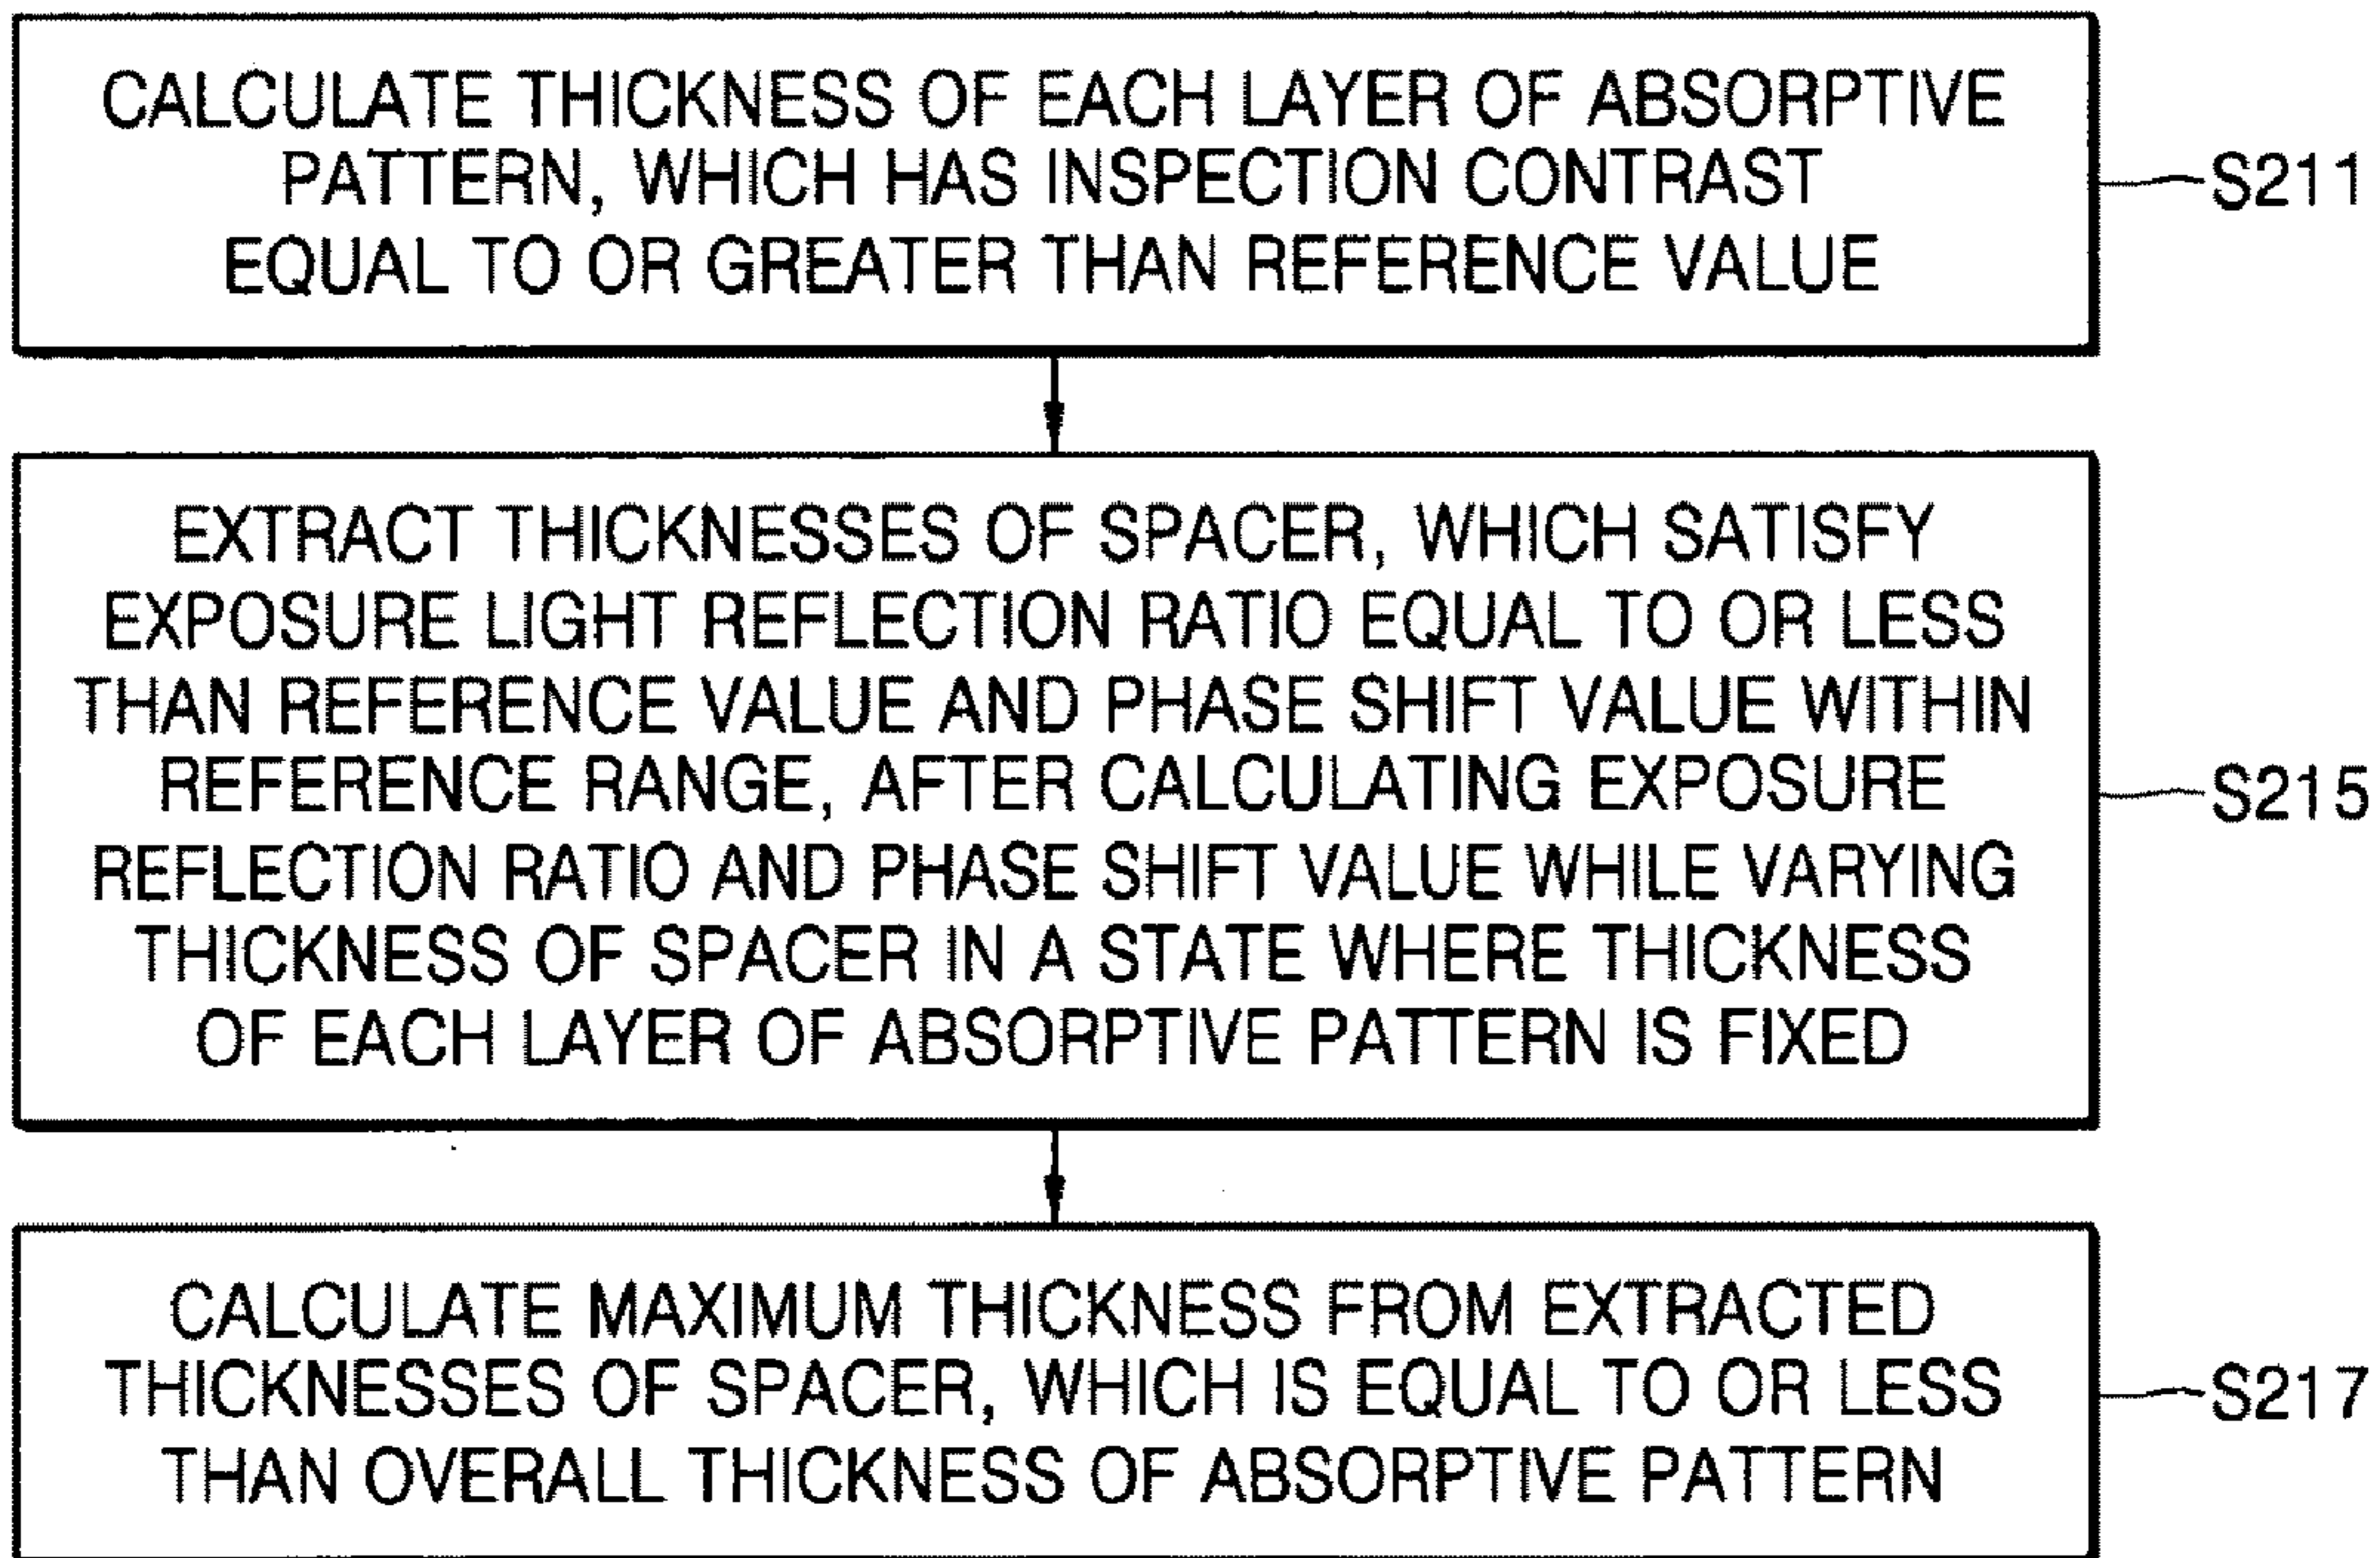 CALCULATE THICKNESS OF EACH LAYER OF ABSORPTIVE
PATTERN, WHICH HAS INSPECTION CONTRAST
EQUAL TO OR GREATER THAN REFERENCE VALUE
S211
EXTRACT THICKNESSES OF SPACER, WHICH SATISFY
EXPOSURE LIGHT REFLECTION RATIO EQUAL TO OR LESS
THAN REFERENCE VALUE AND PHASE SHIFT VALUE WITHIN
REFERENCE RANGE, AFTER CALCULATING EXPOSURE
REFLECTION RATIO AND PHASE SHIFT VALUE WHILE VARYING
THICKNESS OF SPACER IN A STATE WHERE THICKNESS
OF EACH LAYER OF ABSORPTIVE PATTERN IS FIXED
S215
CALCULATE MAXIMUM THICKNESS FROM EXTRACTED
THICKNESSES OF SPACER, WHICH IS EQUAL TO OR LESS
THAN OVERALL THICKNESS OF ABSORPTIVE PATTERN
S217